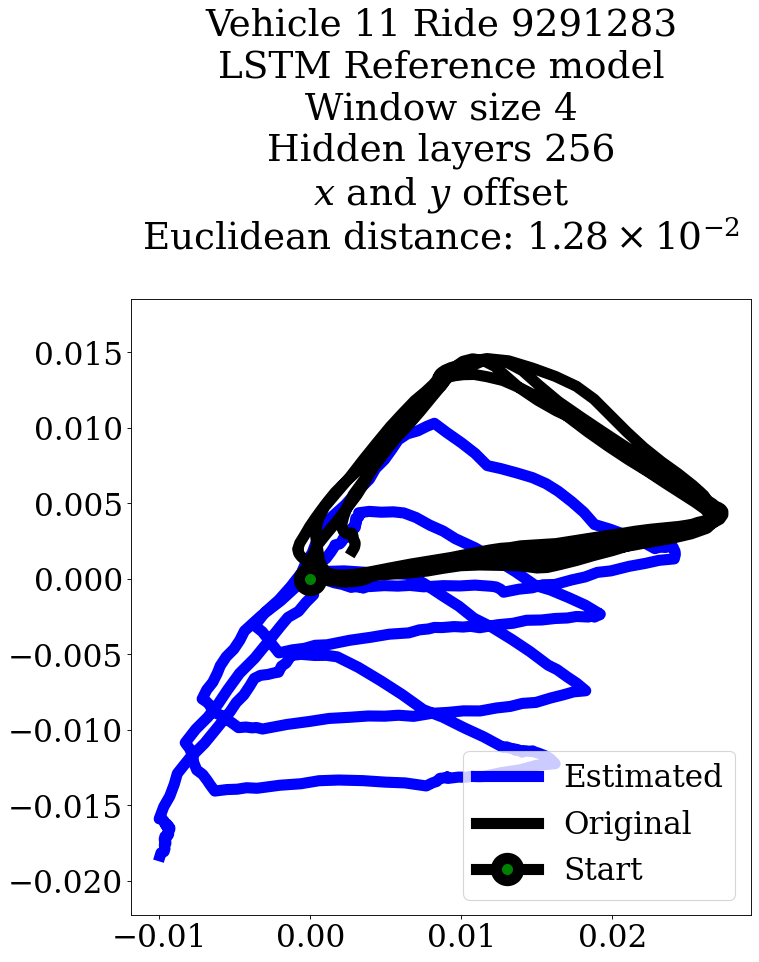 Vehicle 11 Ride 9291283
LSTM Reference model
Window size 4
Hidden layers 256
x and y offset
Euclidean distance: 1.28 × 10⁻²
0.015
0.010
0.005
0.000
−0.005
−0.010
−0.015
−0.020
−0.01 0.00 0.01 0.02
Estimated
Original
Start